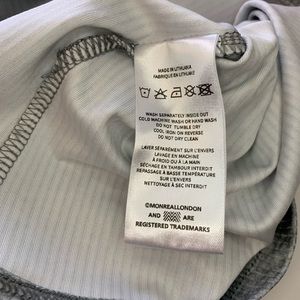 MADE IN LITHUANIA
FABRIQUÉ EN LITUANIE
WASH SEPARATELY INSIDE OUT
COLD MACHINE WASH OR HAND WASH
DO NOT TUMBLE DRY
COOL IRON ON REVERSE
DO NOT DRY CLEAN
LAVER SÉPARÉMENT SUR L'ENVERS
LAVAGE EN MACHINE
À FROID OU À LA MAIN
SÉCHAGE EN TAMBOUR INTERDIT
REPASSAGE À BASSE TEMPÉRATURE
SUR L'ENVERS
NETTOYAGE À SEC INTERDIT
©MONREALLONDON
AND ARE
REGISTERED TRADEMARKS